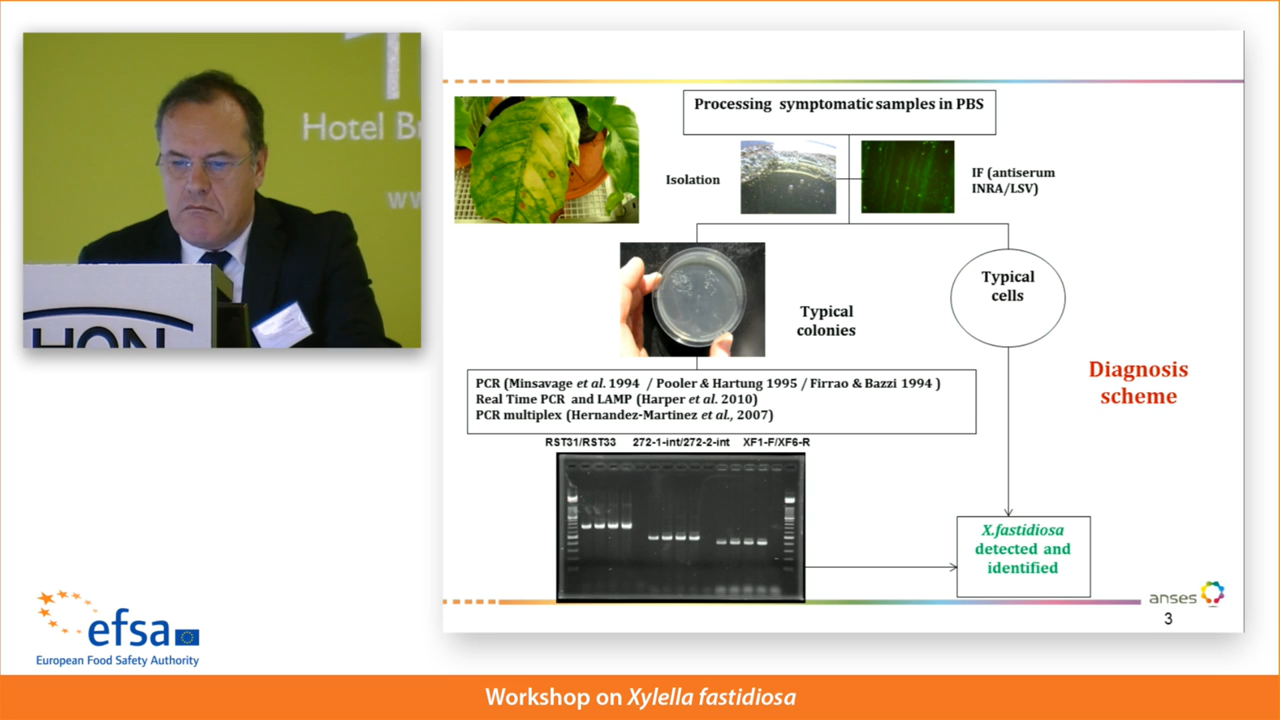 Hotel
HON
Processing symptomatic samples in PBS
Isolation
IF (antiserum
INRA/LSV)
Typical
cells
Typical
colonies
Diagnosis
scheme
PCR (Minsavage et al. 1994 / Pooler & Hartung 1995 / Firrao & Bazzi 1994 )
Real Time PCR and LAMP (Harper et al. 2010)
PCR multiplex (Hernandez-Martinez et al., 2007)
RST31/RST33 272-1-int/272-2-int XF1-F/XF6-R
X.fastidiosa
detected and
identified
anses
3
efsa
European Food Safety Authority
Workshop on Xylella fastidiosa